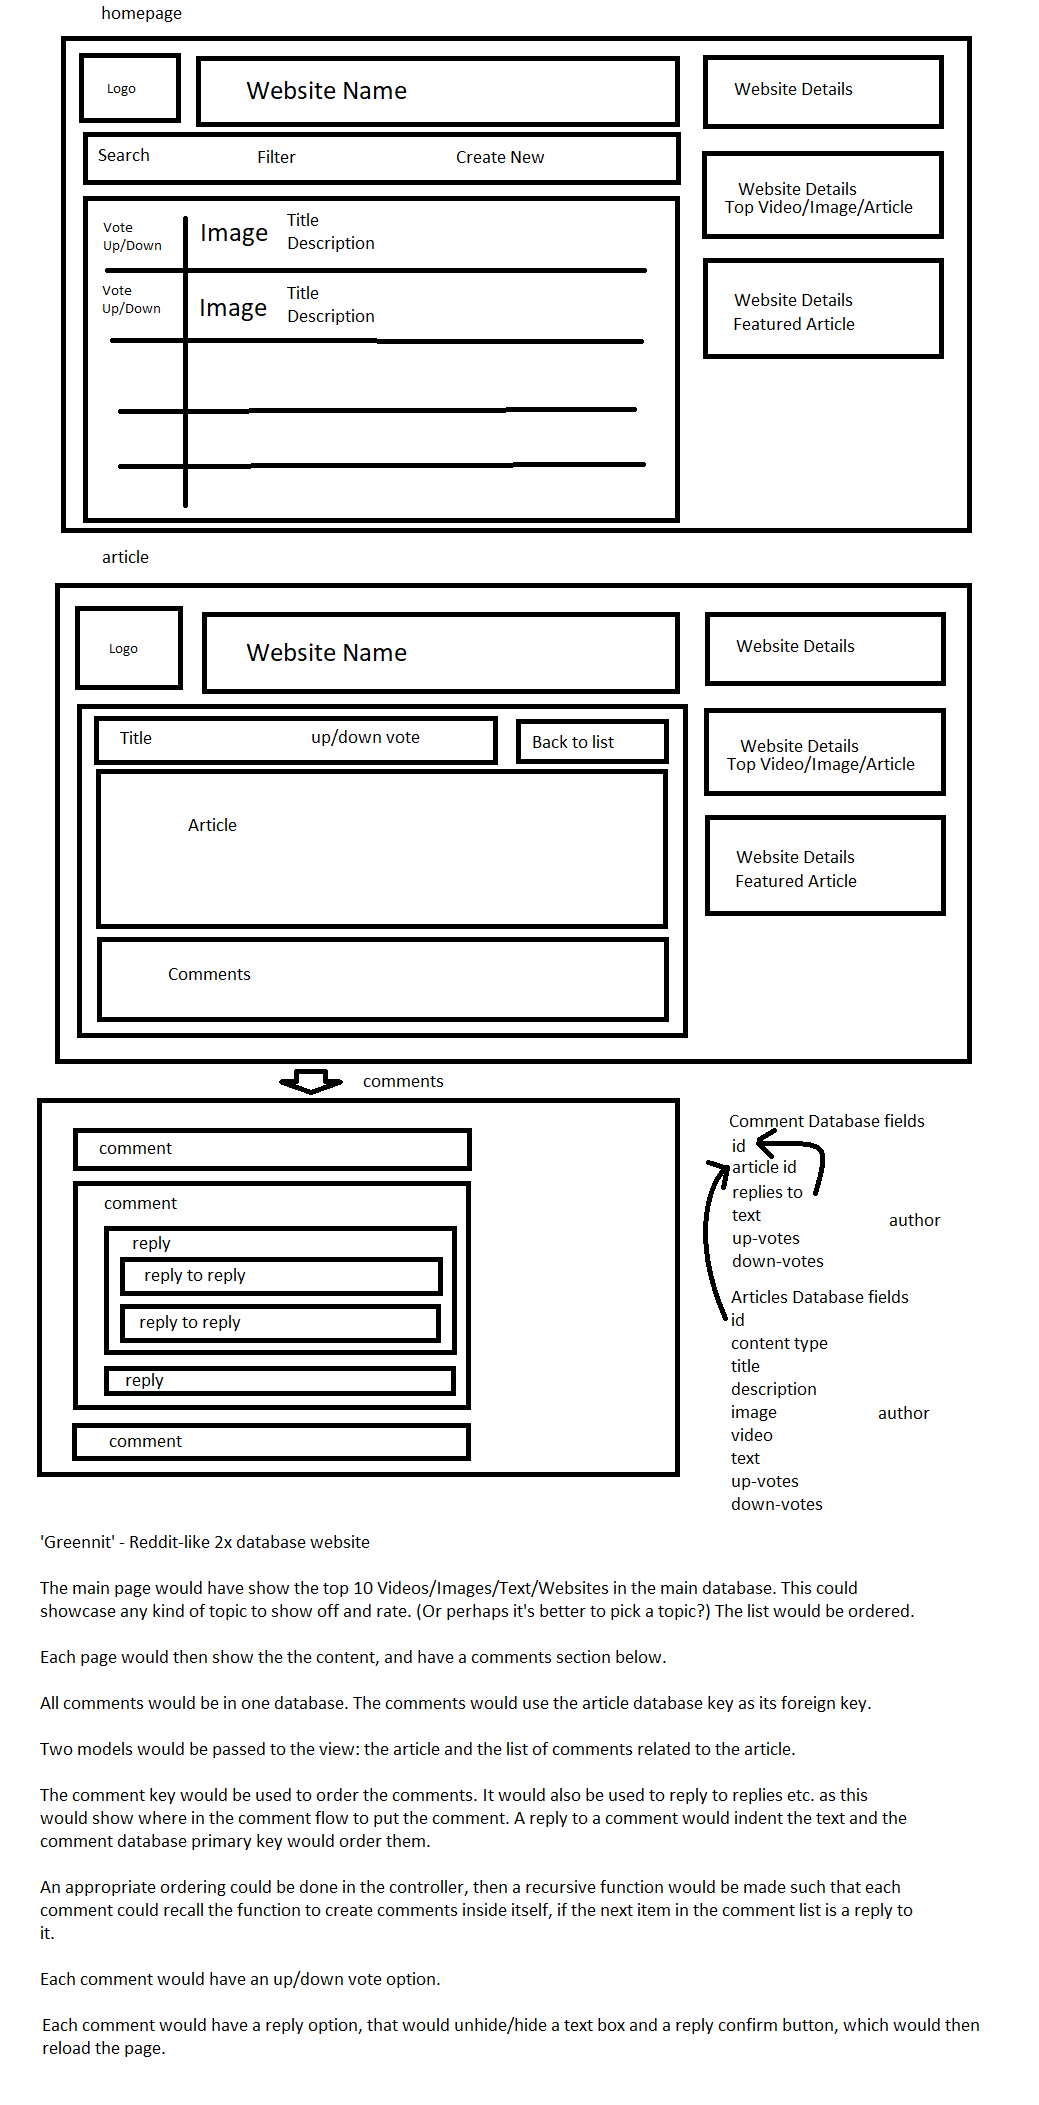 homepage
Logo
Website Name
Website Details
Search Filter Create New
Website Details
Top Video/Image/Article
Vote
Up/Down
Image
Title
Description
Vote
Up/Down
Image
Title
Description
Website Details
Featured Article
article
Logo
Website Name
Website Details
Title up/down vote
Back to list
Website Details
Top Video/Image/Article
Article
Website Details
Featured Article
Comments
comments
comment
comment
reply
reply to reply
reply to reply
reply
comment
Comment Database fields
id
article id
replies to
text
author
up-votes
down-votes
Articles Database fields
id
content type
title
description
image
author
video
text
up-votes
down-votes
'Greennit' - Reddit-like 2x database website
The main page would have show the top 10 Videos/Images/Text/Websites in the main database. This could
showcase any kind of topic to show off and rate. (Or perhaps it's better to pick a topic?) The list would be ordered.
Each page would then show the the content, and have a comments section below.
All comments would be in one database. The comments would use the article database key as its foreign key.
Two models would be passed to the view: the article and the list of comments related to the article.
The comment key would be used to order the comments. It would also be used to reply to replies etc. as this
would show where in the comment flow to put the comment. A reply to a comment would indent the text and the
comment database primary key would order them.
An appropriate ordering could be done in the controller, then a recursive function would be made such that each
comment could recall the function to create comments inside itself, if the next item in the comment list is a reply to
it.
Each comment would have an up/down vote option.
Each comment would have a reply option, that would unhide/hide a text box and a reply confirm button, which would then
reload the page.